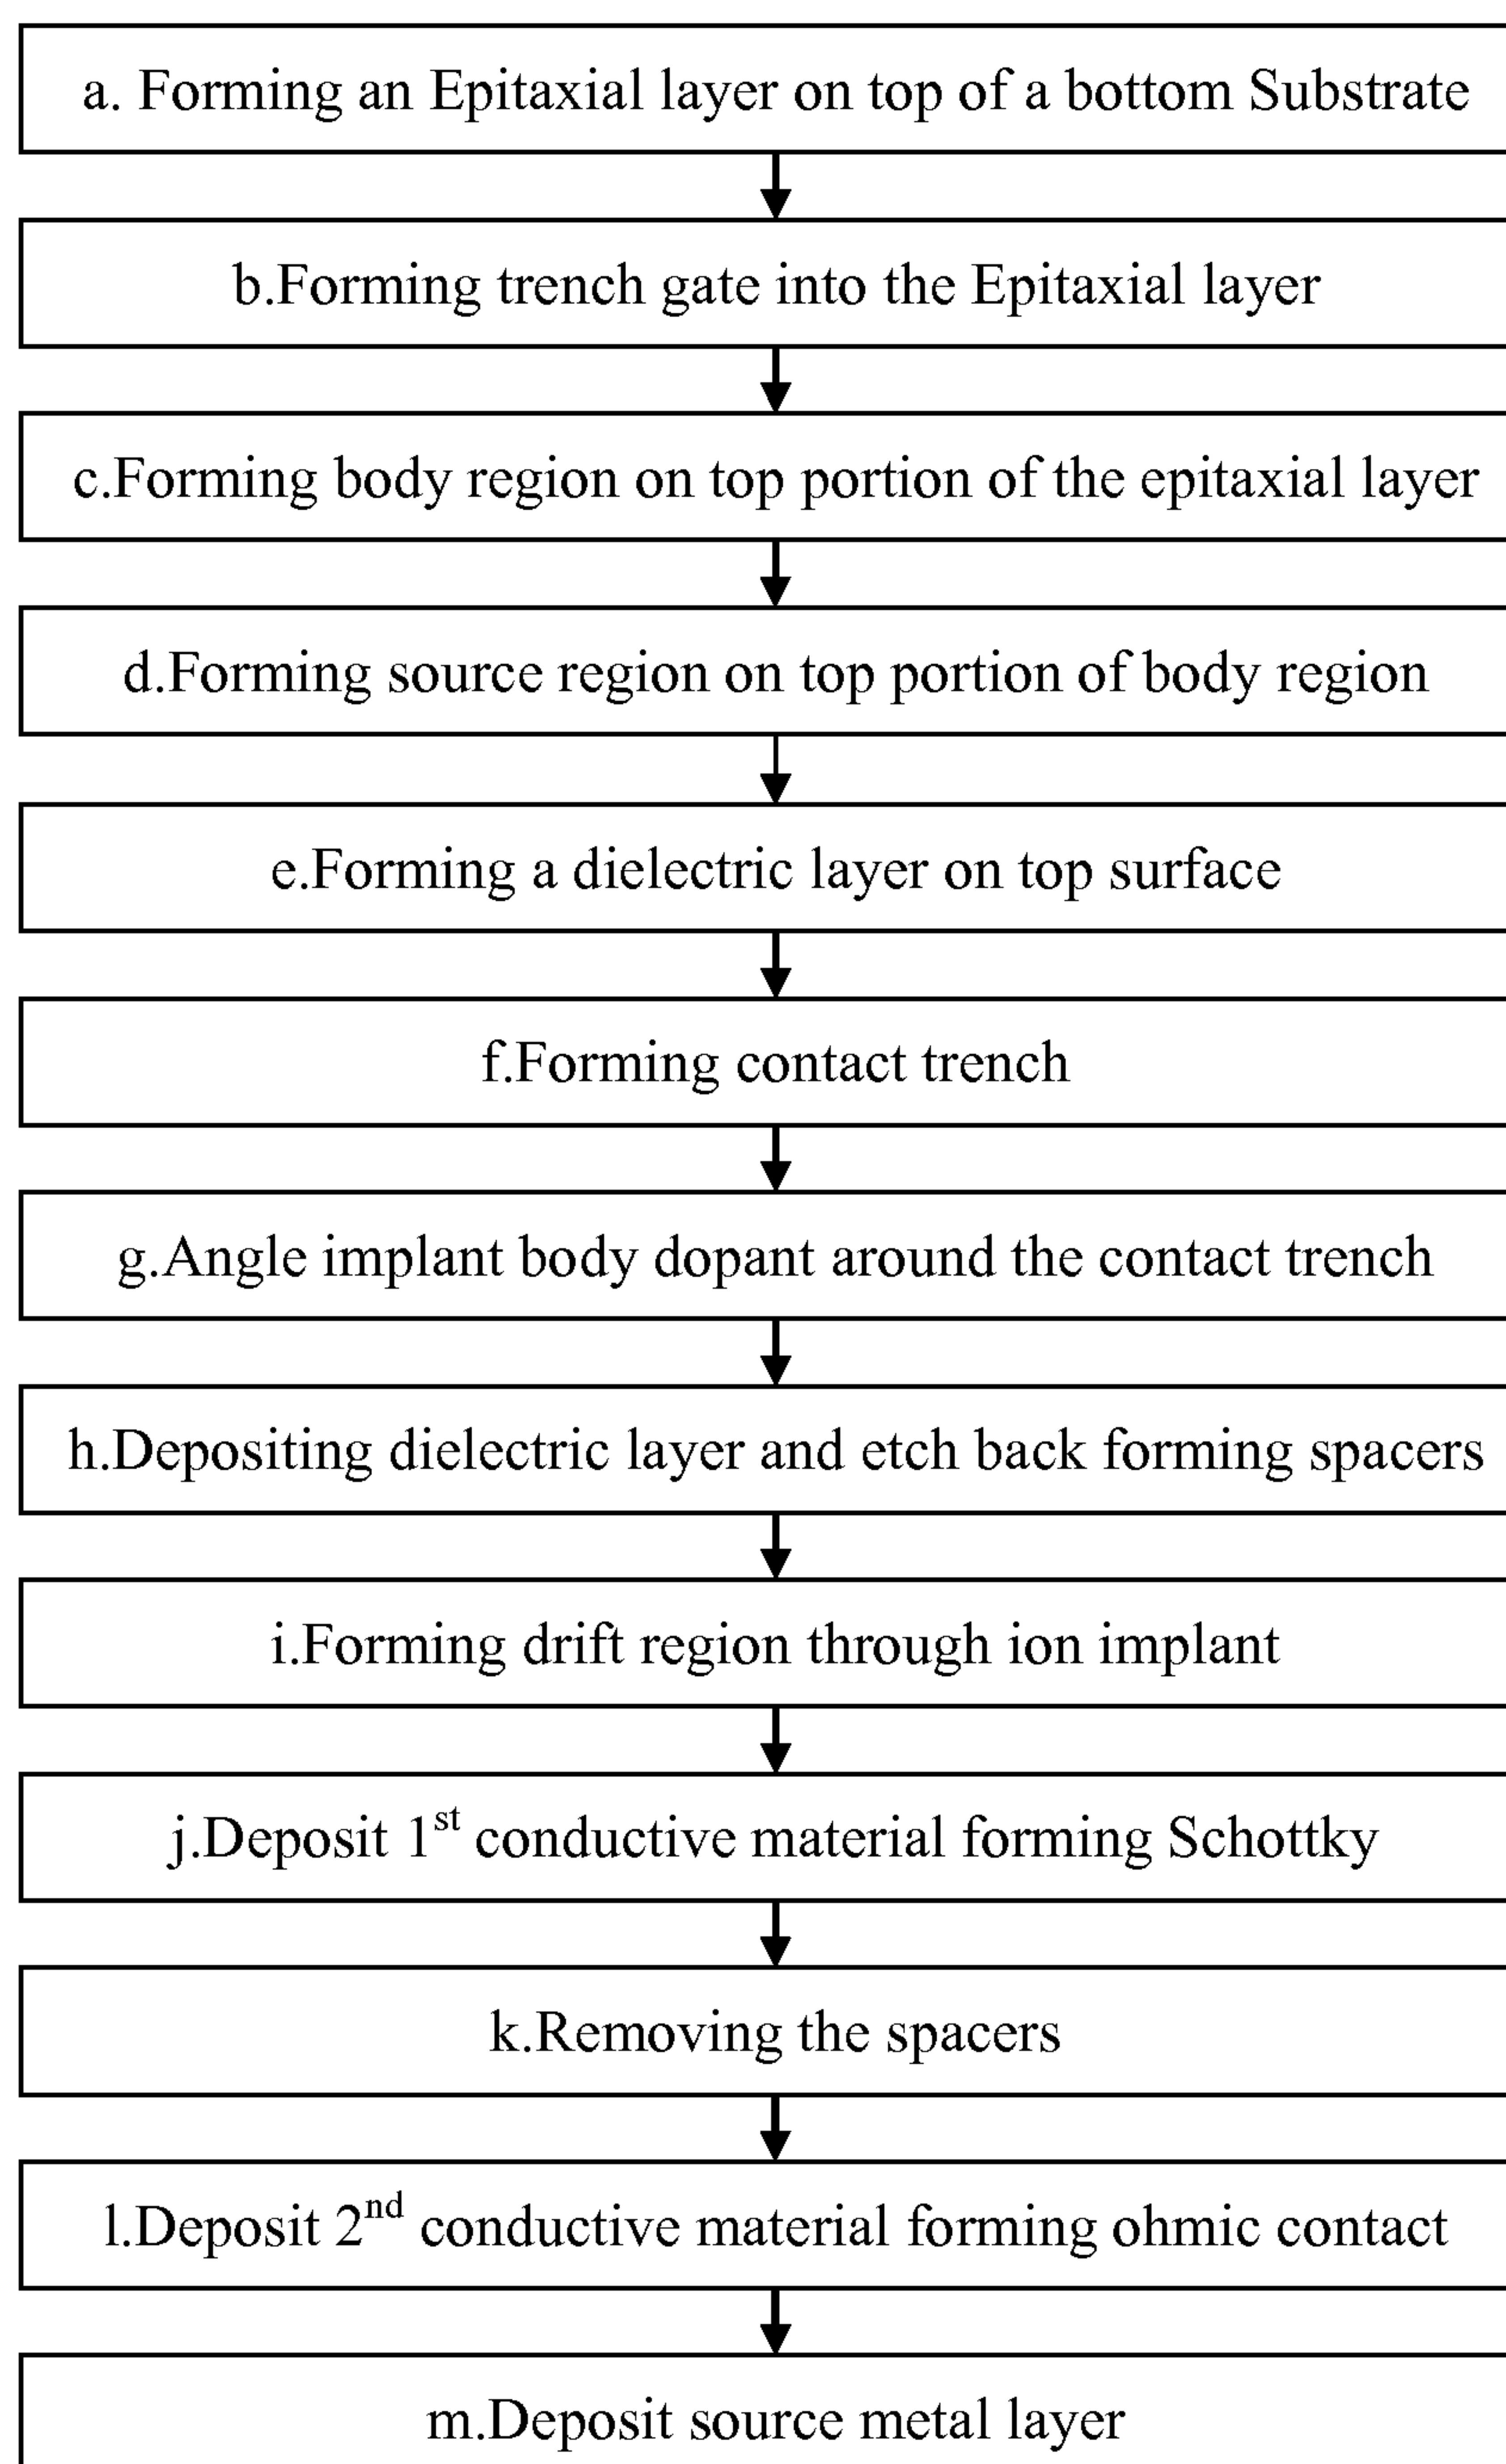 a. Forming an Epitaxial layer on top of a bottom Substrate
b.Forming trench gate into the Epitaxial layer
c.Forming body region on top portion of the epitaxial layer
d.Forming source region on top portion of body region
e.Forming a dielectric layer on top surface
f.Forming contact trench
g.Angle implant body dopant around the contact trench
h.Depositing dielectric layer and etch back forming spacers
i.Forming drift region through ion implant
j.Deposit 1st conductive material forming Schottky
k.Removing the spacers
l.Deposit 2nd conductive material forming ohmic contact
m.Deposit source metal layer